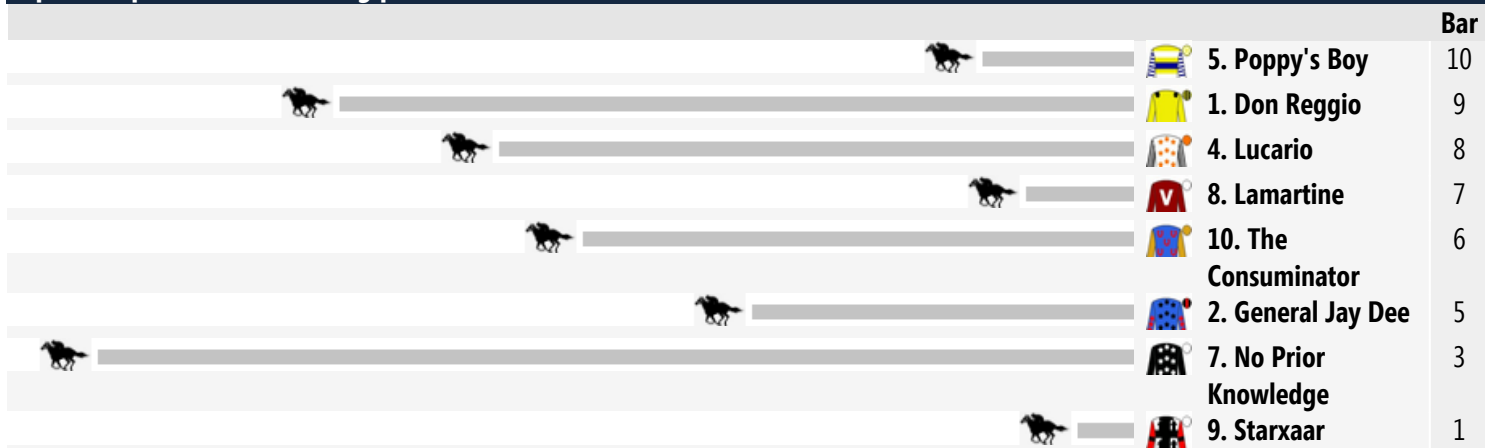 Bar
5. Poppy's Boy 10
1. Don Reggio 9
4. Lucario 8
V 8. Lamartine 7
10. The 6
Consuminator
2. General Jay Dee 5
7. No Prior 3
Knowledge
9. Starxaar 1